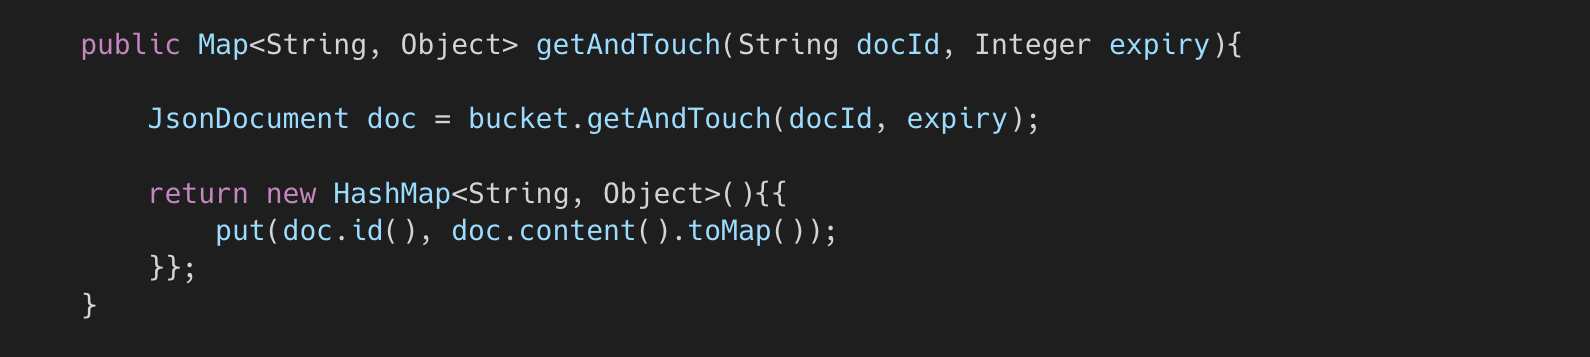 public Map<String, Object> getAndTouch(String docId, Integer expiry){
JsonDocument doc = bucket.getAndTouch(docId, expiry);
return new HashMap<String, Object>(){{
put(doc.id(), doc.content().toMap());
}};
}